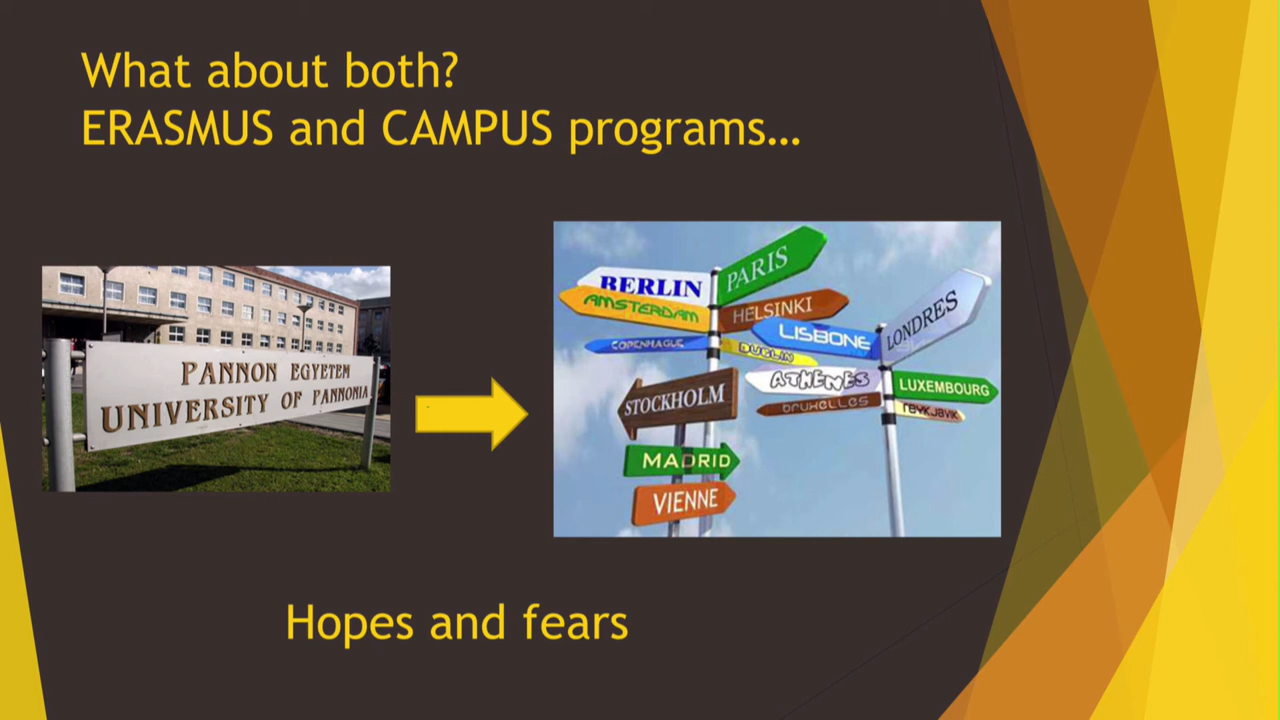 What about both?
ERASMUS and CAMPUS programs…
PANNON EGYETEM
UNIVERSITY OF PANNONIA
BERLIN
PARIS
AMSTERDAM
HELSINKI
COPENHAGUE
DUBLIN
LISBONE
LONDRES
ATHÈNES
BRUXELLES
LUXEMBOURG
REYKJAVIK
STOCKHOLM
MADRID
VIENNE
Hopes and fears